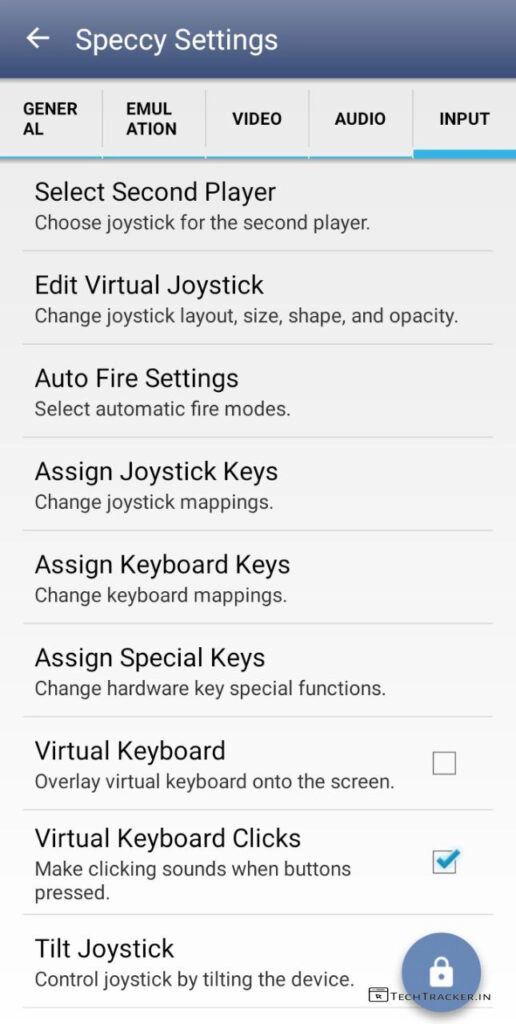 Speccy Settings
GENER
AL
EMUL
ATION
VIDEO
AUDIO
INPUT
Select Second Player
Choose joystick for the second player.
Edit Virtual Joystick
Change joystick layout, size, shape, and opacity.
Auto Fire Settings
Select automatic fire modes.
Assign Joystick Keys
Change joystick mappings.
Assign Keyboard Keys
Change keyboard mappings.
Assign Special Keys
Change hardware key special functions.
Virtual Keyboard
Overlay virtual keyboard onto the screen.
Virtual Keyboard Clicks
Make clicking sounds when buttons
pressed.
Tilt Joystick
Control joystick by tilting the device.
TECHTRACKER.IN